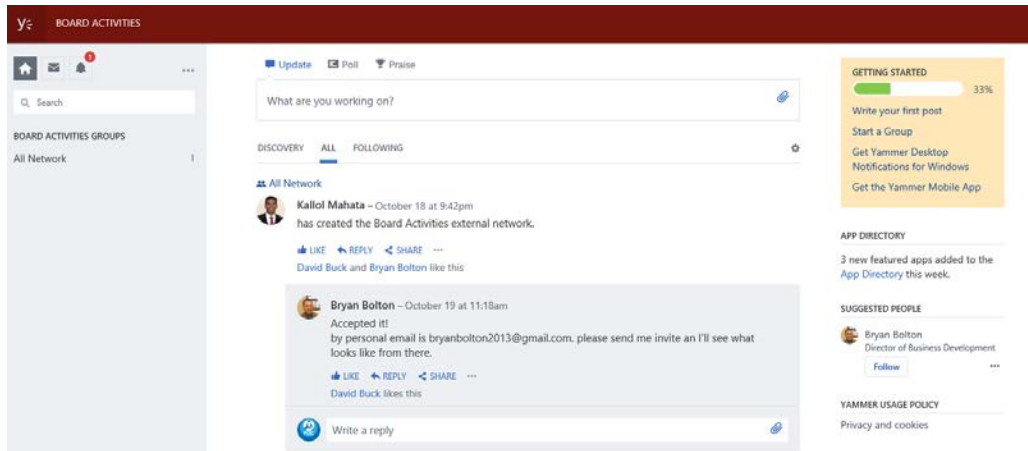 BOARD ACTIVITIES
1
Search
BOARD ACTIVITIES GROUPS
All Network 1
Update Poll Praise
What are you working on?
DISCOVERY ALL FOLLOWING
All Network
Kallol Mahata – October 18 at 9:42pm
has created the Board Activities external network.
LIKE REPLY SHARE ...
David Buck and Bryan Bolton like this
Bryan Bolton – October 19 at 11:18am
Accepted it!
by personal email is bryanbolton2013@gmail.com. please send me invite an I'll see what
looks like from there.
LIKE REPLY SHARE ...
David Buck likes this
Write a reply
GETTING STARTED
33%
Write your first post
Start a Group
Get Yammer Desktop
Notifications for Windows
Get the Yammer Mobile App
APP DIRECTORY
3 new featured apps added to the
App Directory this week.
SUGGESTED PEOPLE
Bryan Bolton
Director of Business Development
Follow ...
YAMMER USAGE POLICY
Privacy and cookies